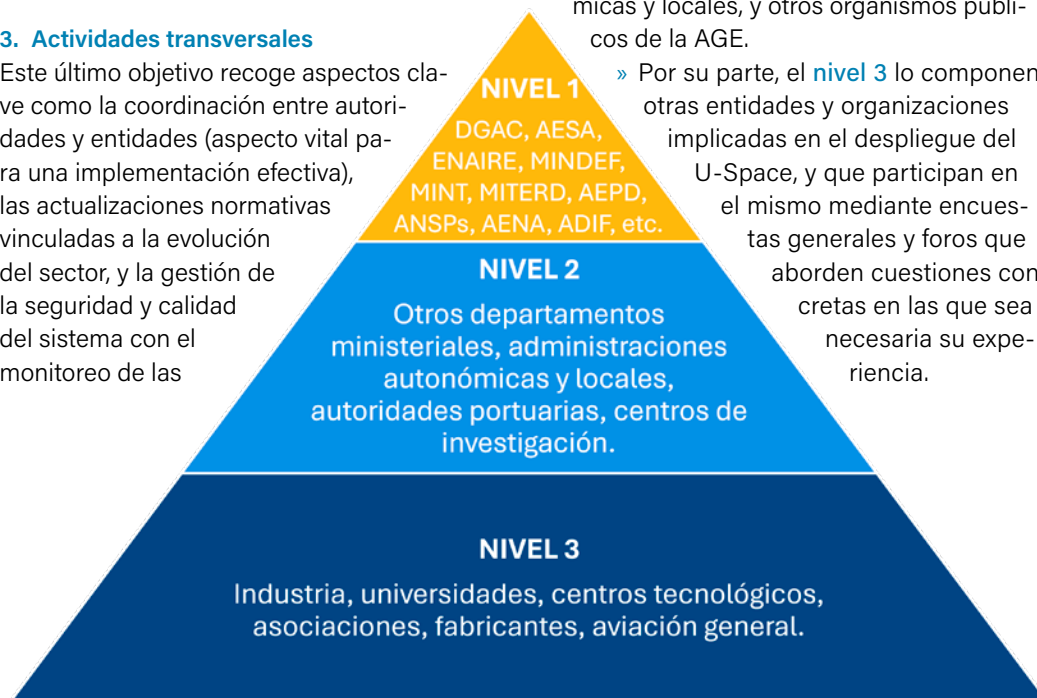 3. Actividades transversales
Este último objetivo recoge aspectos cla-
ve como la coordinación entre autori-
dades y entidades (aspecto vital pa-
ra una implementación efectiva),
las actualizaciones normativas
vinculadas a la evolución
del sector, y la gestión de
la seguridad y calidad
del sistema con el
monitoreo de las
micas y locales, y otros organismos públi-
cos de la AGE.
» Por su parte, el nivel 3 lo componen
otras entidades y organizaciones
implicadas en el despliegue del
U-Space, y que participan en
el mismo mediante encues-
tas generales y foros que
aborden cuestiones con
cretas en las que sea
necesaria su expe-
riencia.
NIVEL 1
DGAC, AESA,
ENAIRE, MINDEF,
MINT, MITERD, AEPD,
ANSPs, AENA, ADIF, etc.
NIVEL 2
Otros departamentos
ministeriales, administraciones
autonómicas y locales,
autoridades portuarias, centros de
investigación.
NIVEL 3
Industria, universidades, centros tecnológicos,
asociaciones, fabricantes, aviación general.